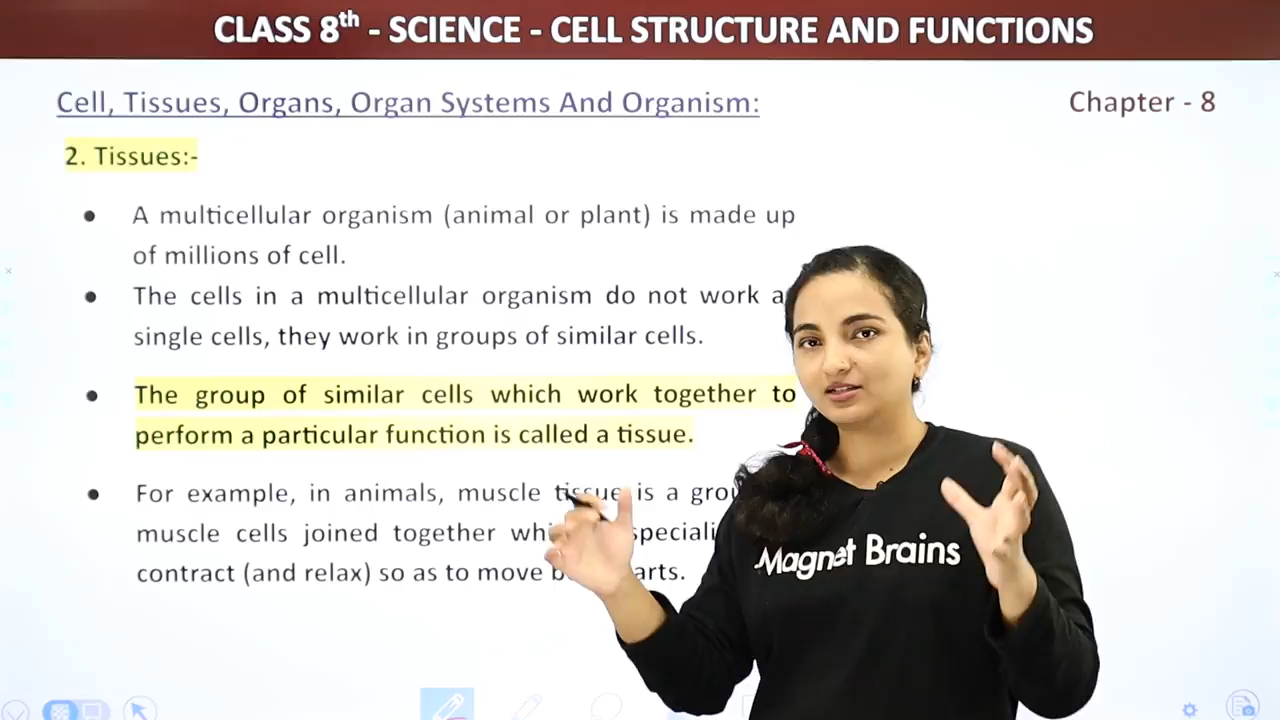 CLASS 8th - SCIENCE - CELL STRUCTURE AND FUNCTIONS
Cell, Tissues, Organs, Organ Systems And Organism:
Chapter - 8
2. Tissues:-
● A multicellular organism (animal or plant) is made up
of millions of cell.
● The cells in a multicellular organism do not work
single cells, they work in groups of similar cells.
● The group of similar cells which work together to
perform a particular function is called a tissue.
● For example, in animals, muscle tissue is a
muscle cells joined together
contract (and relax) so as to move
Magnet Brains